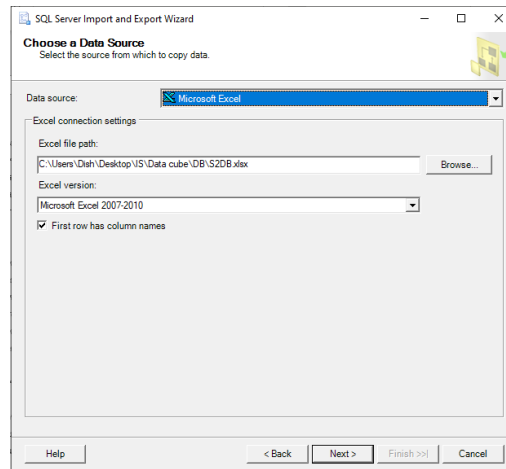 SQL Server Import and Export Wizard
Choose a Data Source
Select the source from which to copy data.
Data source:
Microsoft Excel
Excel connection settings
Excel file path:
C:\Users\Dish\Desktop\IS\Data cube\DB\S2DB.xlsx
Browse...
Excel version:
Microsoft Excel 2007-2010
First row has column names
Help
< Back
Next >
Finish >>|
Cancel